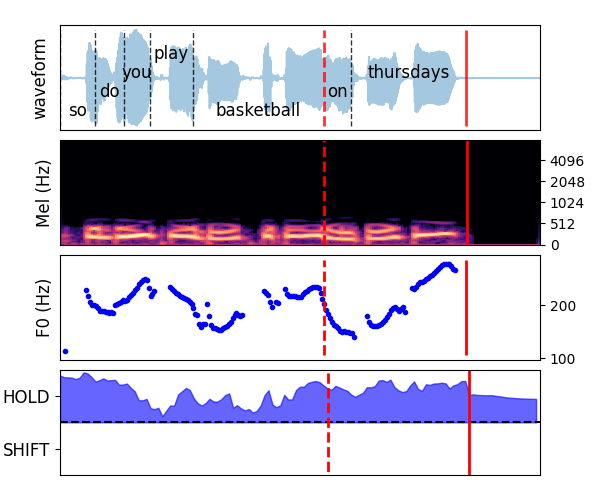 waveform
so
do
you
play
basketball
on
thursdays
Mel (Hz)
4096
2048
1024
512
0
F0 (Hz)
200
100
HOLD
SHIFT